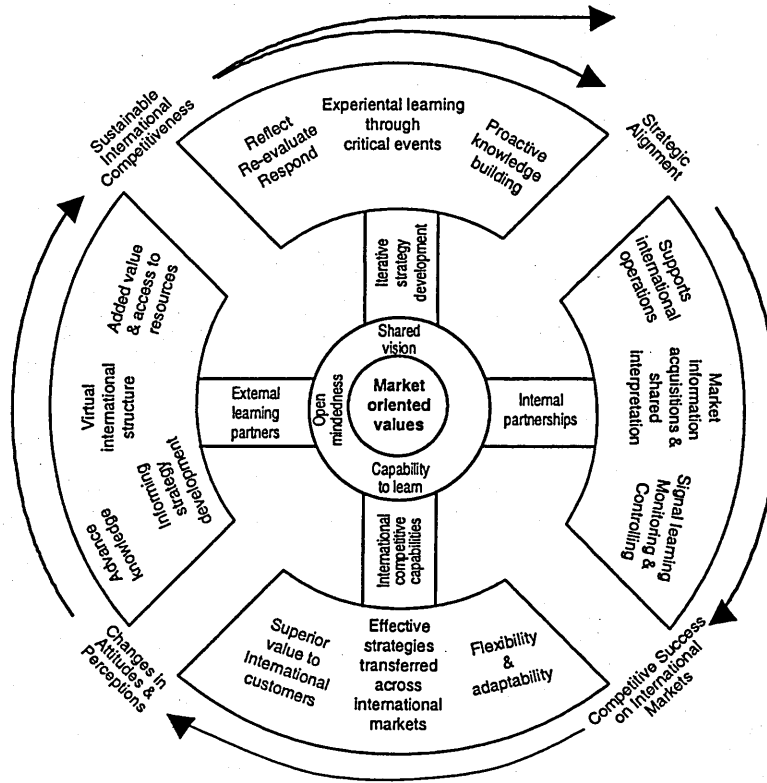 Sustainable
International
Competitiveness
Reflect
Re-evaluate
Respond
Experiential learning
through
critical events
Proactive
knowledge
building
Strategic
Alignment
Iterative
strategy
development
Added value
& access to
resources
Virtual
international
structure
Informing
strategy
development
Advance
knowledge
External
learning
partners
Shared
vision
Open
mindedness
Market
oriented
values
Capability
to learn
Internal
partnerships
Supports
international
operations
Market
information
acquisitions &
shared
interpretation
Signal learning
Monitoring &
Controlling
International
competitive
capabilities
Superior
value to
International
customers
Effective
strategies
transferred
across
international
markets
Flexibility
&
adaptability
Changes in
Attitudes &
Perceptions
Competitive Success
on International
Markets